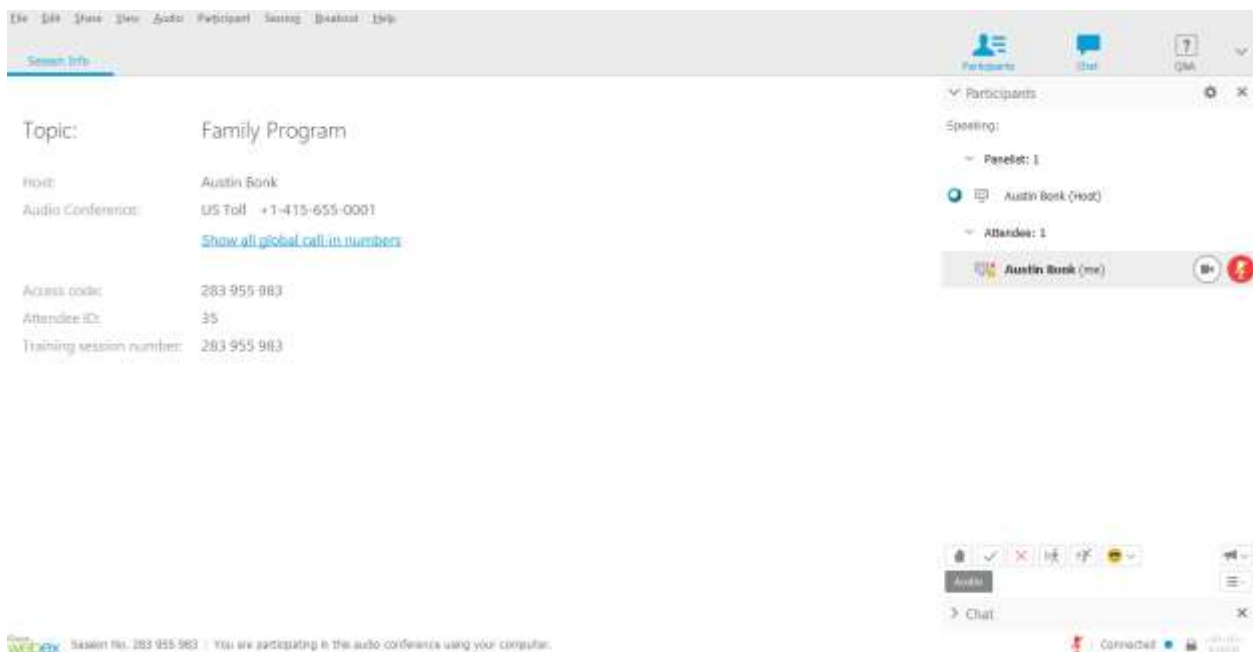 File Edit Share View Audio Participant Session Breakout Help
Session Info
Participants Chat ? Q&A
Participants
Speaking:
Panelist: 1
Austin Bonk (Host)
Attendee: 1
Austin Bonk (me)
Topic: Family Program
Host: Austin Bonk
Audio Conference: US Toll +1-415-655-0001
Show all global call-in numbers
Access code: 283 955 983
Attendee ID: 35
Training session number: 283 955 983
Audio
Chat
webex Session No. 283 955 983 | You are participating in the audio conference using your computer.
Connected